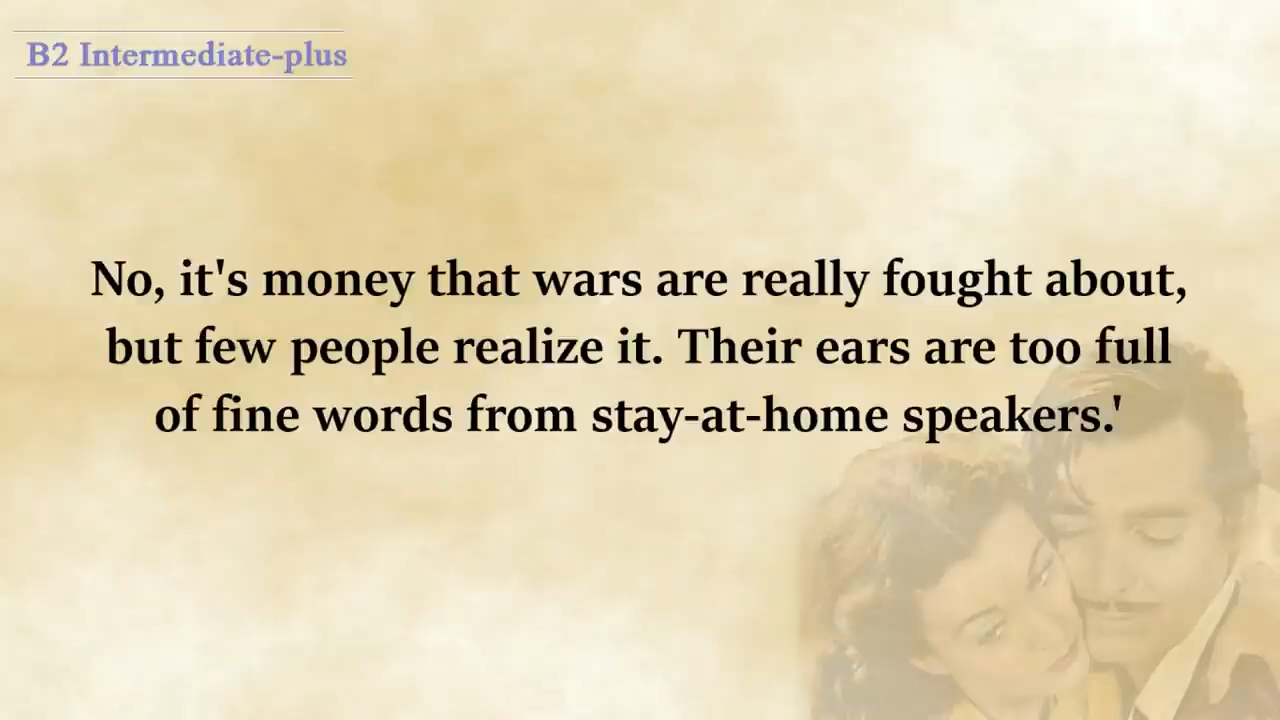 B2 Intermediate-plus
No, it's money that wars are really fought about,
but few people realize it. Their ears are too full
of fine words from stay-at-home speakers.'